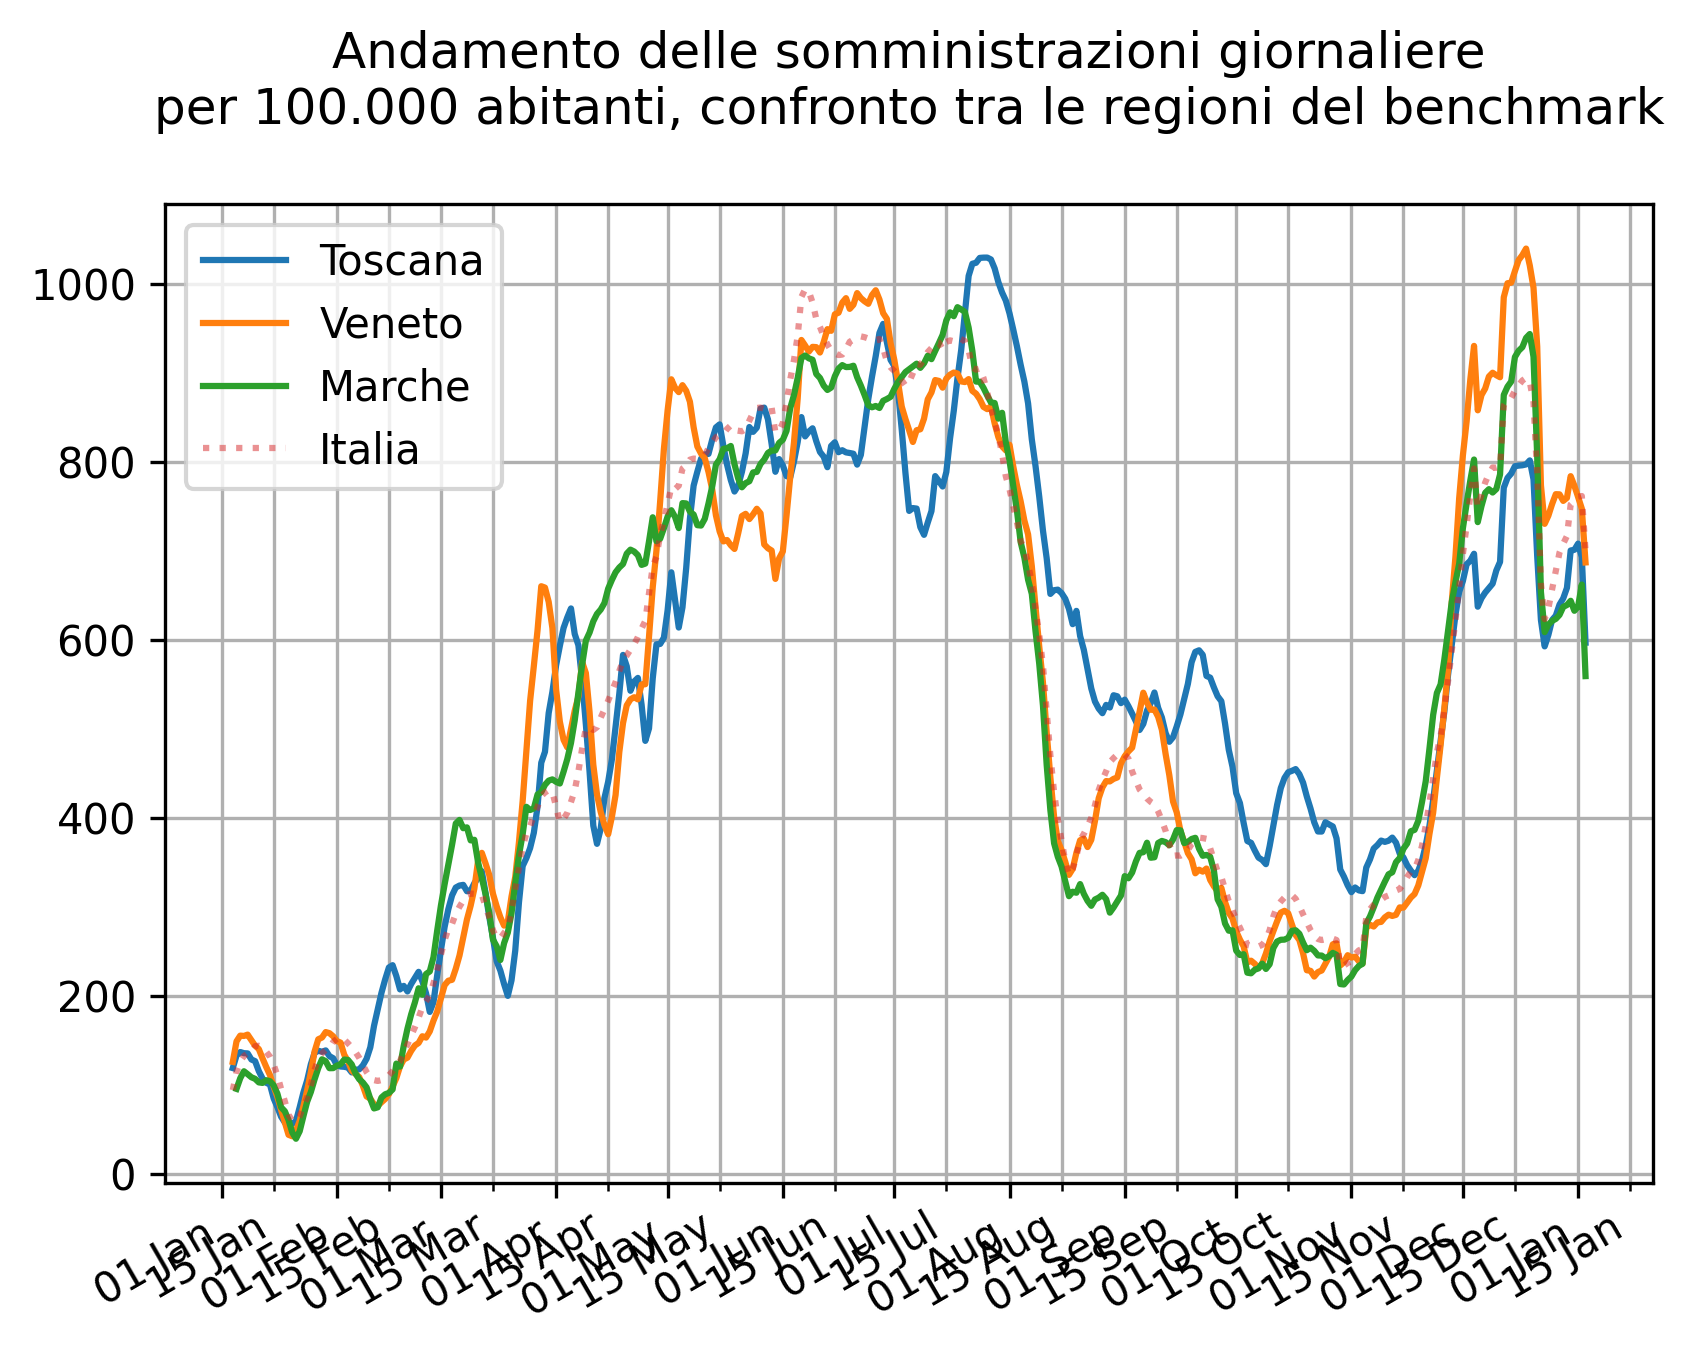 Andamento delle somministrazioni giornaliere
per 100.000 abitanti, confronto tra le regioni del benchmark
Toscana
Veneto
Marche
Italia
1000
800
600
400
200
0
01 Jan
15 Jan
01 Feb
15 Feb
01 Mar
15 Mar
01 Apr
15 Apr
01 May
15 May
01 Jun
15 Jun
01 Jul
15 Jul
01 Aug
15 Aug
01 Sep
15 Sep
01 Oct
15 Oct
01 Nov
15 Nov
01 Dec
15 Dec
01 Jan
15 Jan